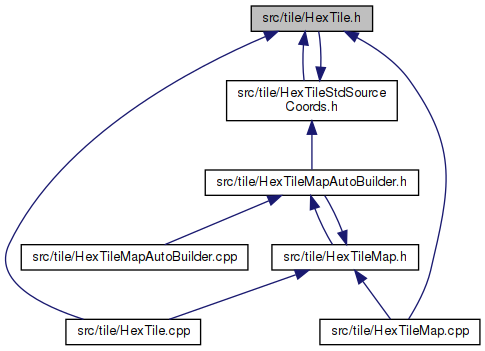 src/tile/HexTile.h
src/tile/HexTileStdSource
Coords.h
src/tile/HexTileMapAutoBuilder.h
src/tile/HexTileMapAutoBuilder.cpp
src/tile/HexTileMap.h
src/tile/HexTile.cpp
src/tile/HexTileMap.cpp